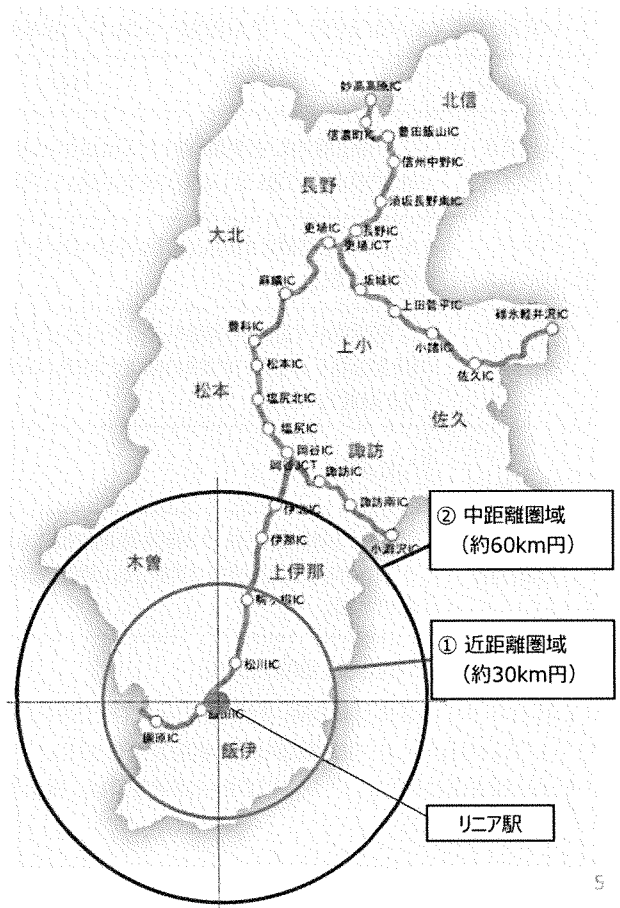 妙高高原IC
北信
信濃町IC
豊田飯山IC
信州中野IC
長野
須坂長野東IC
大北
更埴IC
長野IC
更埴JCT
麻績IC
坂城IC
上田菅平IC
碓氷軽井沢IC
豊科IC
上小
小諸IC
松本IC
佐久IC
松本
塩尻北IC
佐久
塩尻IC
岡谷IC
諏訪
岡谷JCT
諏訪IC
諏訪南IC
伊北IC
小淵沢IC
② 中距離圏域
(約60km円)
伊那IC
木曽
上伊那
駒ヶ根IC
① 近距離圏域
(約30km円)
松川IC
飯田IC
園原IC
飯伊
リニア駅
5